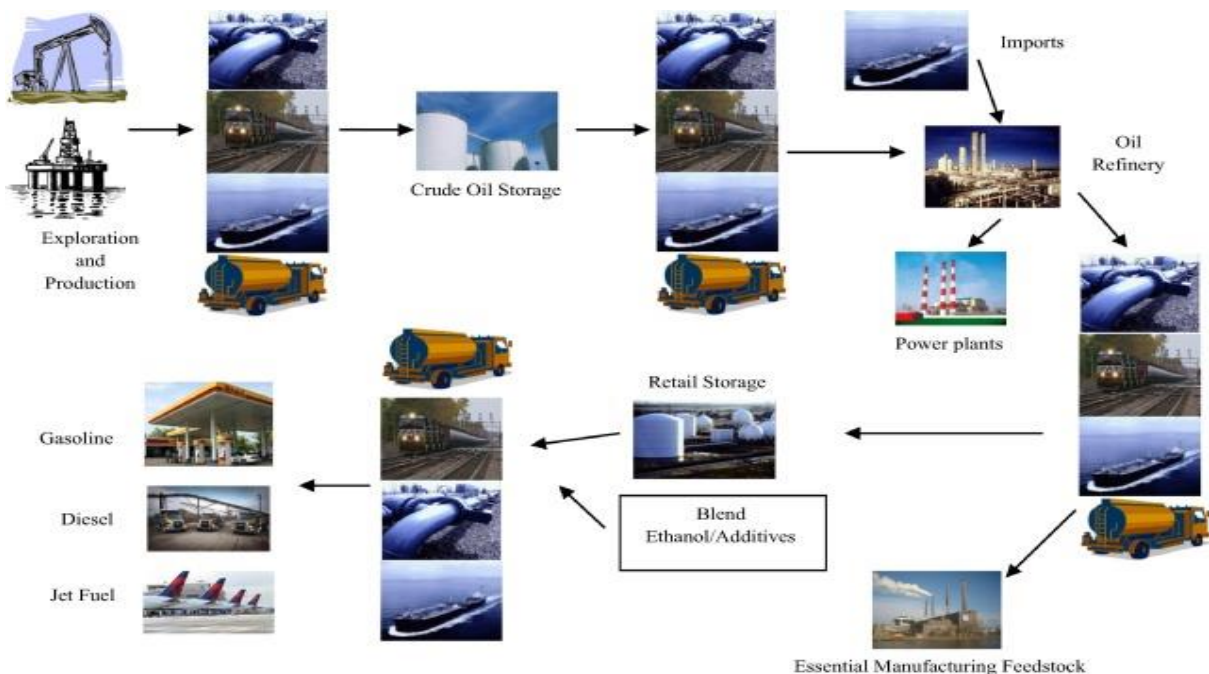 Imports
Oil
Refinery
Crude Oil Storage
Exploration
and
Production
Power plants
Retail Storage
Gasoline
Blend
Ethanol/Additives
Diesel
Jet Fuel
Essential Manufacturing Feedstock